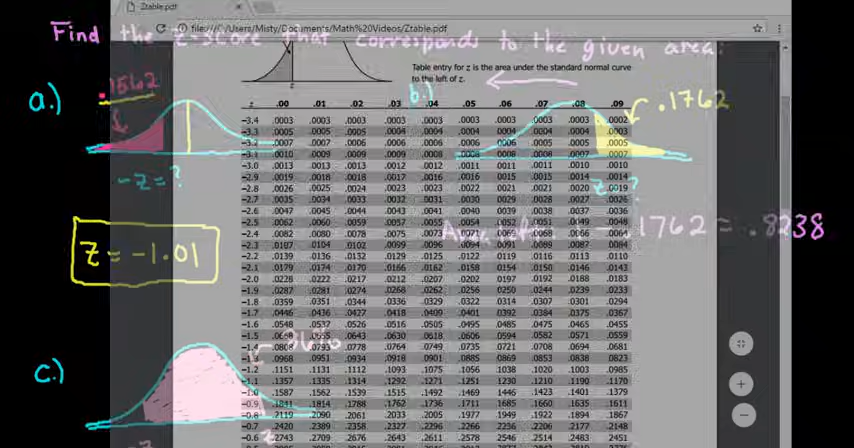 Ztable.pdf
file:///C:/Users/Misty/Documents/Math%20Videos/Ztable.pdf
Find the z-score that corresponds to the given area.
Table entry for z is the area under the standard normal curve
to the left of z.
a.) .1562
-z=?
b.) .1762
z=?
.1762 = .8238
z = -1.01
c.) 36%
z .00 .01 .02 .03 .04 .05 .06 .07 .08 .09
−3.4 .0003 .0003 .0003 .0003 .0003 .0003 .0003 .0003 .0003 .0002
−3.3 .0005 .0005 .0005 .0004 .0004 .0004 .0004 .0004 .0004 .0003
−3.2 .0007 .0007 .0006 .0006 .0006 .0006 .0006 .0005 .0005 .0005
−3.1 .0010 .0009 .0009 .0009 .0008 .0008 .0008 .0008 .0007 .0007
−3.0 .0013 .0013 .0013 .0012 .0012 .0011 .0011 .0011 .0010 .0010
−2.9 .0019 .0018 .0018 .0017 .0016 .0016 .0015 .0015 .0014 .0014
−2.8 .0026 .0025 .0024 .0023 .0023 .0022 .0021 .0021 .0020 .0019
−2.7 .0035 .0034 .0033 .0032 .0031 .0030 .0029 .0028 .0027 .0026
−2.6 .0047 .0045 .0044 .0043 .0041 .0040 .0039 .0038 .0037 .0036
−2.5 .0062 .0060 .0059 .0057 .0055 .0054 .0052 .0051 .0049 .0048
−2.4 .0082 .0080 .0078 .0075 .0073 .0071 .0069 .0068 .0066 .0064
−2.3 .0107 .0104 .0102 .0099 .0096 .0094 .0091 .0089 .0087 .0084
−2.2 .0139 .0136 .0132 .0129 .0125 .0122 .0119 .0116 .0113 .0110
−2.1 .0179 .0174 .0170 .0166 .0162 .0158 .0154 .0150 .0146 .0143
−2.0 .0228 .0222 .0217 .0212 .0207 .0202 .0197 .0192 .0188 .0183
−1.9 .0287 .0281 .0274 .0268 .0262 .0256 .0250 .0244 .0239 .0233
−1.8 .0359 .0351 .0344 .0336 .0329 .0322 .0314 .0307 .0301 .0294
−1.7 .0446 .0436 .0427 .0418 .0409 .0401 .0392 .0384 .0375 .0367
−1.6 .0548 .0537 .0526 .0516 .0505 .0495 .0485 .0475 .0465 .0455
−1.5 .0668 .0655 .0643 .0630 .0618 .0606 .0594 .0582 .0571 .0559
−1.4 .0808 .0793 .0778 .0764 .0749 .0735 .0721 .0708 .0694 .0681
−1.3 .0968 .0951 .0934 .0918 .0901 .0885 .0869 .0853 .0838 .0823
−1.2 .1151 .1131 .1112 .1093 .1075 .1056 .1038 .1020 .1003 .0985
−1.1 .1357 .1335 .1314 .1292 .1271 .1251 .1230 .1210 .1190 .1170
−1.0 .1587 .1562 .1539 .1515 .1492 .1469 .1446 .1423 .1401 .1379
−0.9 .1841 .1814 .1788 .1762 .1736 .1711 .1685 .1660 .1635 .1611
−0.8 .2119 .2090 .2061 .2033 .2005 .1977 .1949 .1922 .1894 .1867
−0.7 .2420 .2389 .2358 .2327 .2296 .2266 .2236 .2206 .2177 .2148
−0.6 .2743 .2709 .2676 .2643 .2611 .2578 .2546 .2514 .2483 .2451